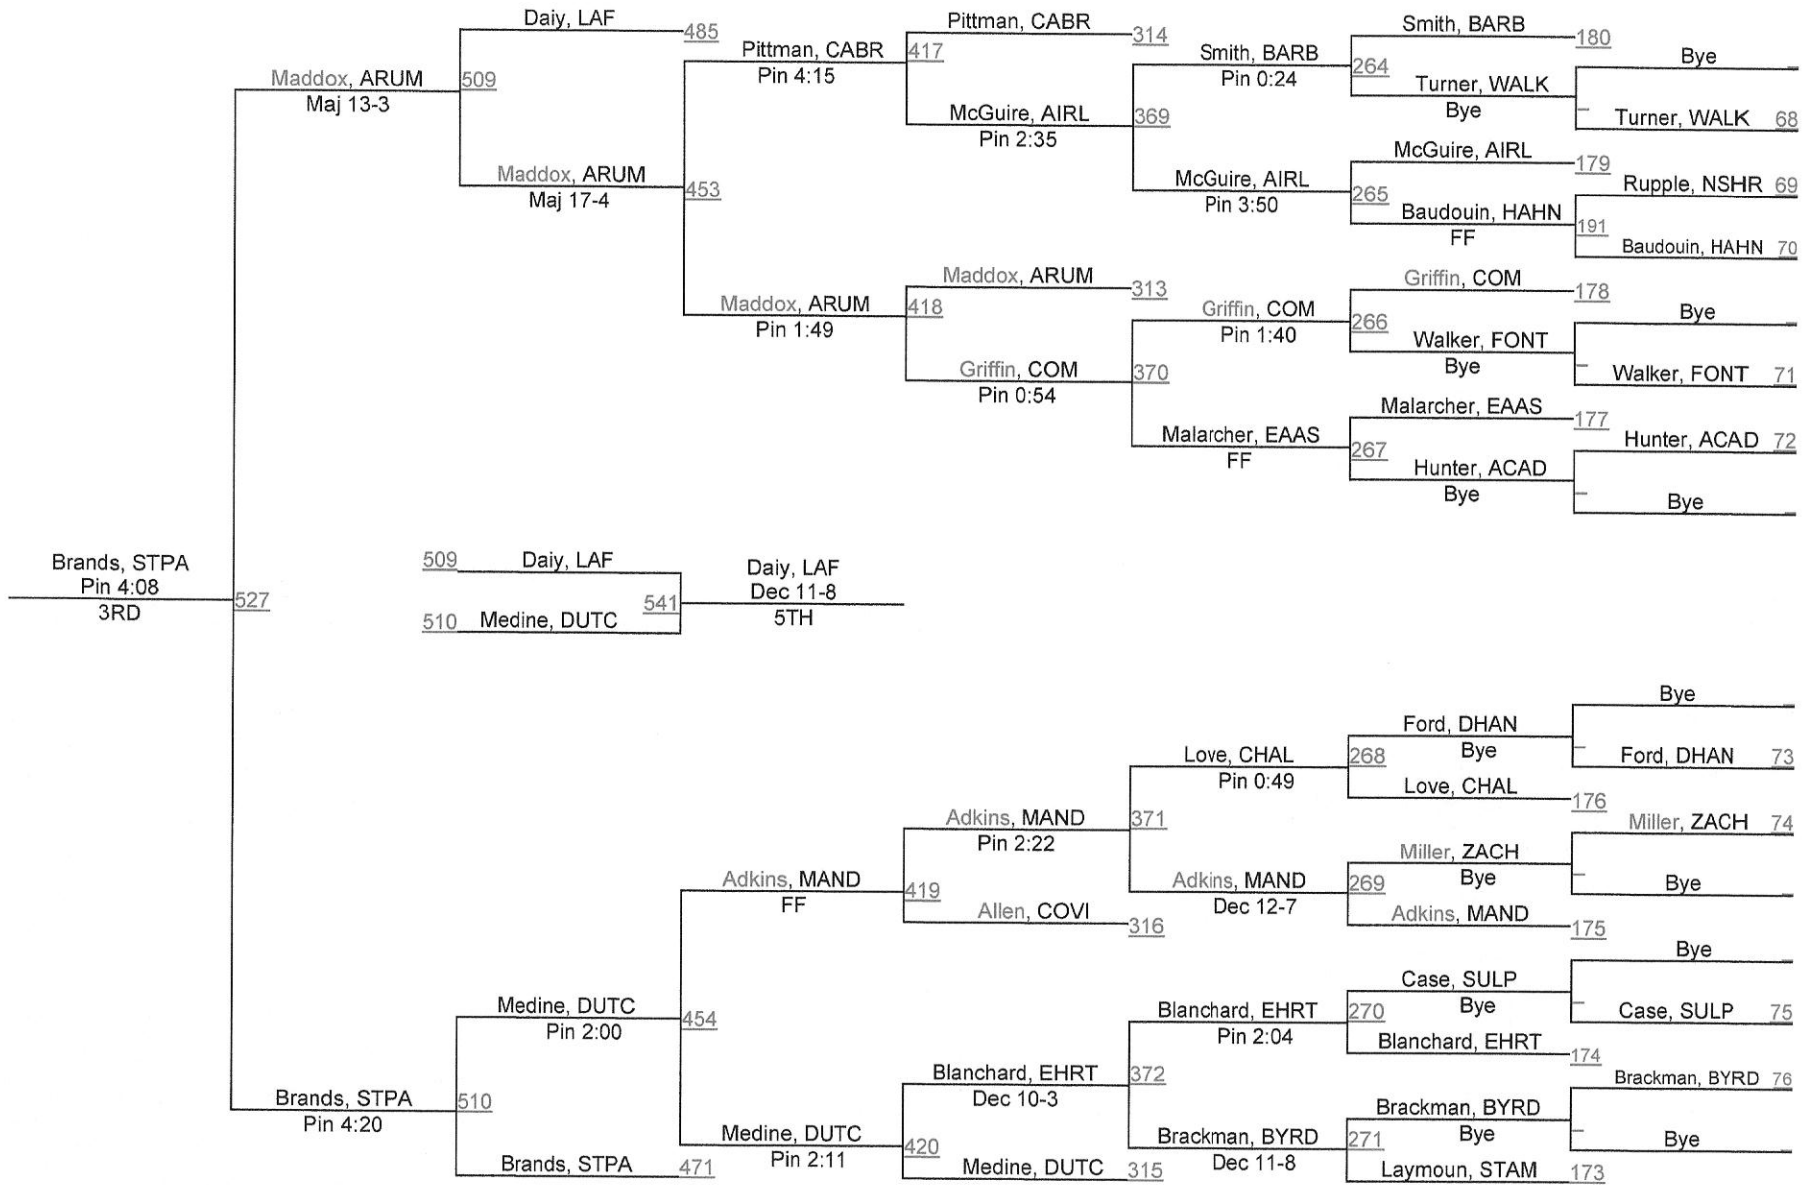 Daiy, LAF
485
Maddox, ARUM
Maj 13-3
509
Maddox, ARUM
Maj 17-4
453
Pittman, CABR
Pin 4:15
417
Pittman, CABR
314
McGuire, AIRL
Pin 2:35
369
Smith, BARB
Pin 0:24
264
Smith, BARB
180
Turner, WALK
Bye
Bye
Turner, WALK 68
McGuire, AIRL
Pin 3:50
265
McGuire, AIRL
179
Baudouin, HAHN
FF
191
Rupple, NSHR 69
Baudouin, HAHN 70
Maddox, ARUM
Pin 1:49
418
Maddox, ARUM
313
Griffin, COM
Pin 0:54
370
Griffin, COM
Pin 1:40
266
Griffin, COM
178
Walker, FONT
Bye
Bye
Walker, FONT 71
Malarcher, EAAS
FF
267
Malarcher, EAAS
177
Hunter, ACAD
Bye
Hunter, ACAD 72
Bye
Brands, STPA
Pin 4:08
3RD
527
509 Daiy, LAF
510 Medine, DUTC
541
Daiy, LAF
Dec 11-8
5TH
Brands, STPA
Pin 4:20
510
Medine, DUTC
Pin 2:00
454
Brands, STPA
471
Adkins, MAND
FF
419
Adkins, MAND
Pin 2:22
371
Allen, COVI
316
Love, CHAL
Pin 0:49
268
Ford, DHAN
Bye
Bye
Ford, DHAN 73
Love, CHAL
176
Adkins, MAND
Dec 12-7
269
Miller, ZACH
Bye
Miller, ZACH 74
Bye
Adkins, MAND
175
Medine, DUTC
Pin 2:11
420
Blanchard, EHRT
Dec 10-3
372
Medine, DUTC
315
Blanchard, EHRT
Pin 2:04
270
Case, SULP
Bye
Bye
Case, SULP 75
Blanchard, EHRT
174
Brackman, BYRD
Dec 11-8
271
Brackman, BYRD
Bye
Brackman, BYRD 76
Bye
Laymoun, STAM
173